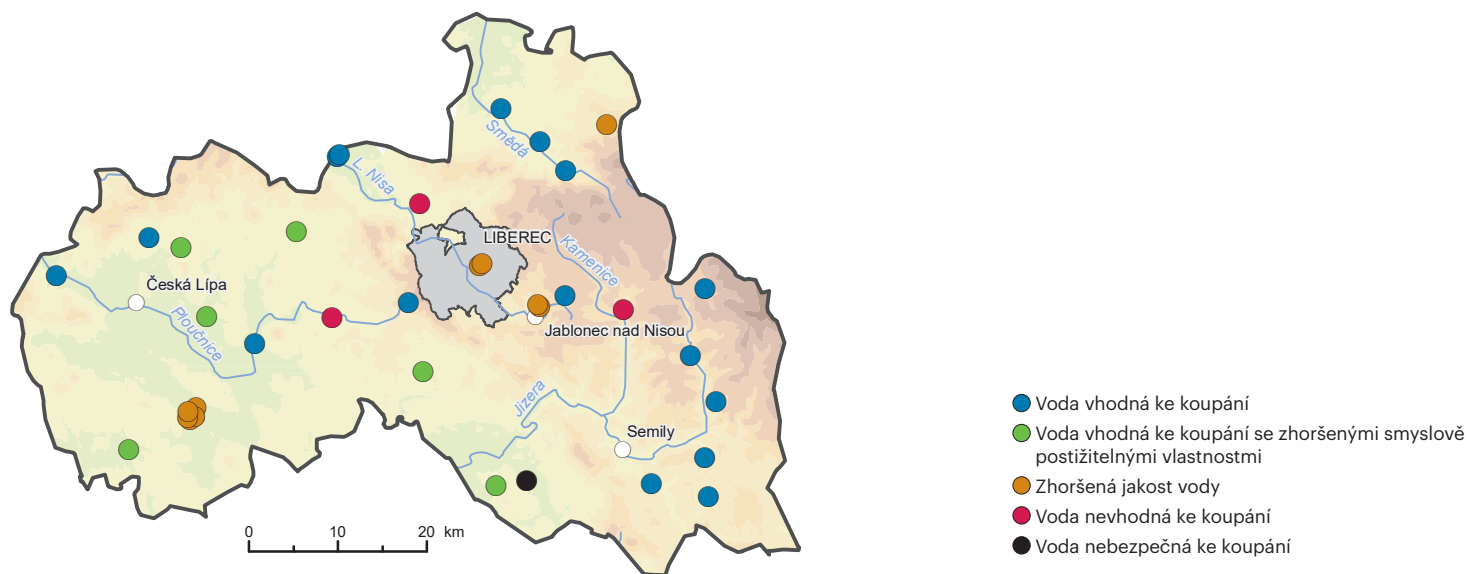 Smědá
L. Nisa
LIBEREC
Kamenice
Česká Lípa
Ploučnice
Jablonec nad Nisou
Jizera
Semily
0 10 20 km
Voda vhodná ke koupání
Voda vhodná ke koupání se zhoršenými smyslově
postižitelnými vlastnostmi
Zhoršená jakost vody
Voda nevhodná ke koupání
Voda nebezpečná ke koupání